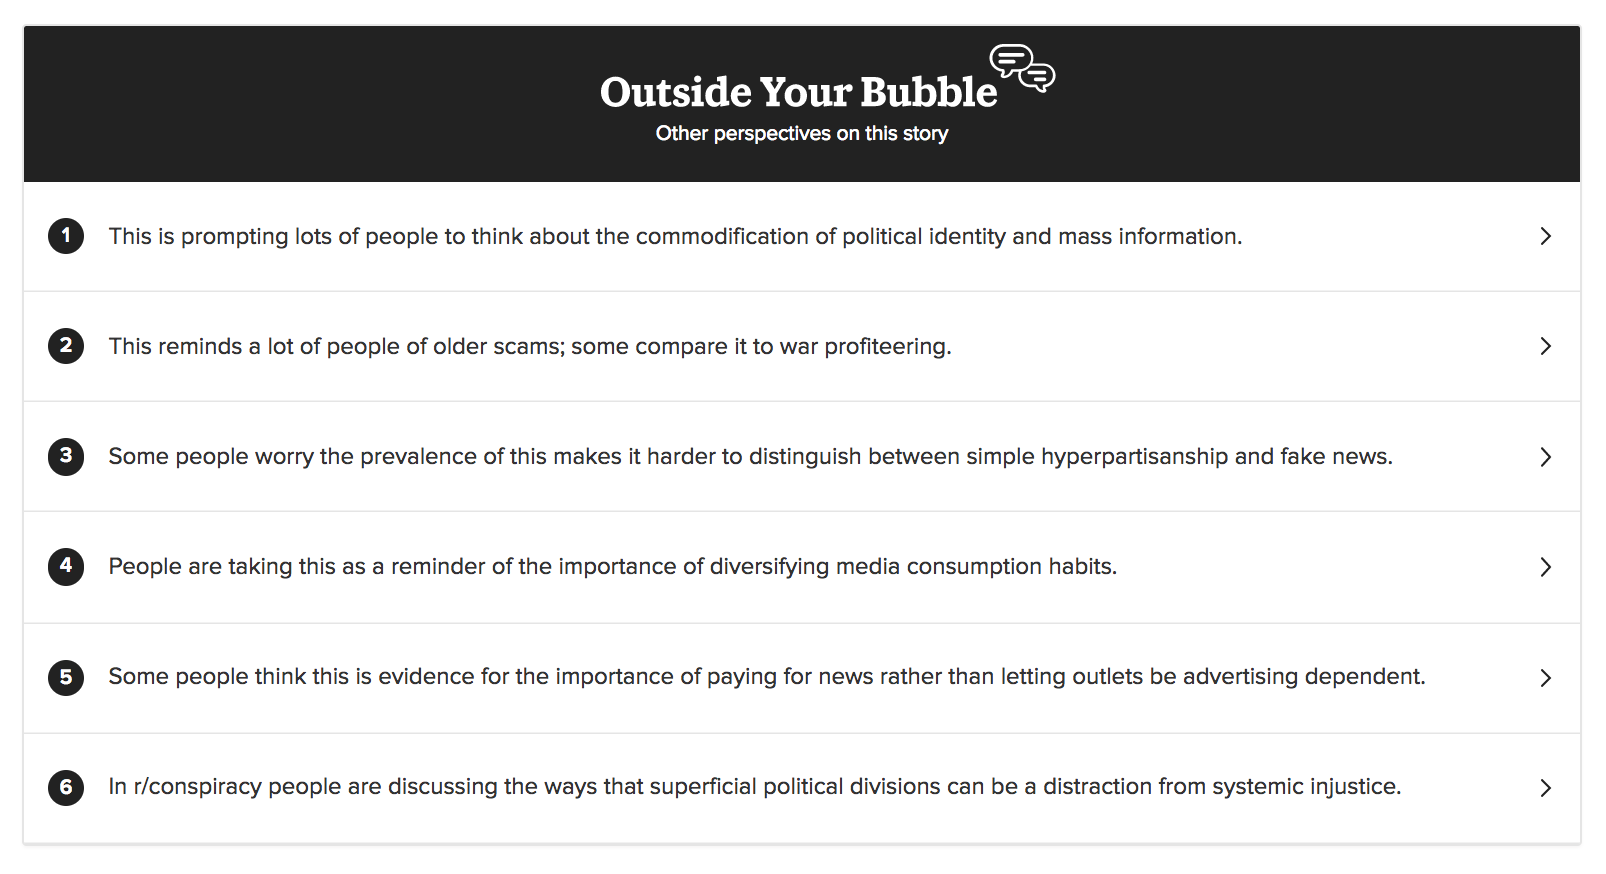 Outside Your Bubble
Other perspectives on this story
1 This is prompting lots of people to think about the commodification of political identity and mass information.
2 This reminds a lot of people of older scams; some compare it to war profiteering.
3 Some people worry the prevalence of this makes it harder to distinguish between simple hyperpartisanship and fake news.
4 People are taking this as a reminder of the importance of diversifying media consumption habits.
5 Some people think this is evidence for the importance of paying for news rather than letting outlets be advertising dependent.
6 In r/conspiracy people are discussing the ways that superficial political divisions can be a distraction from systemic injustice.